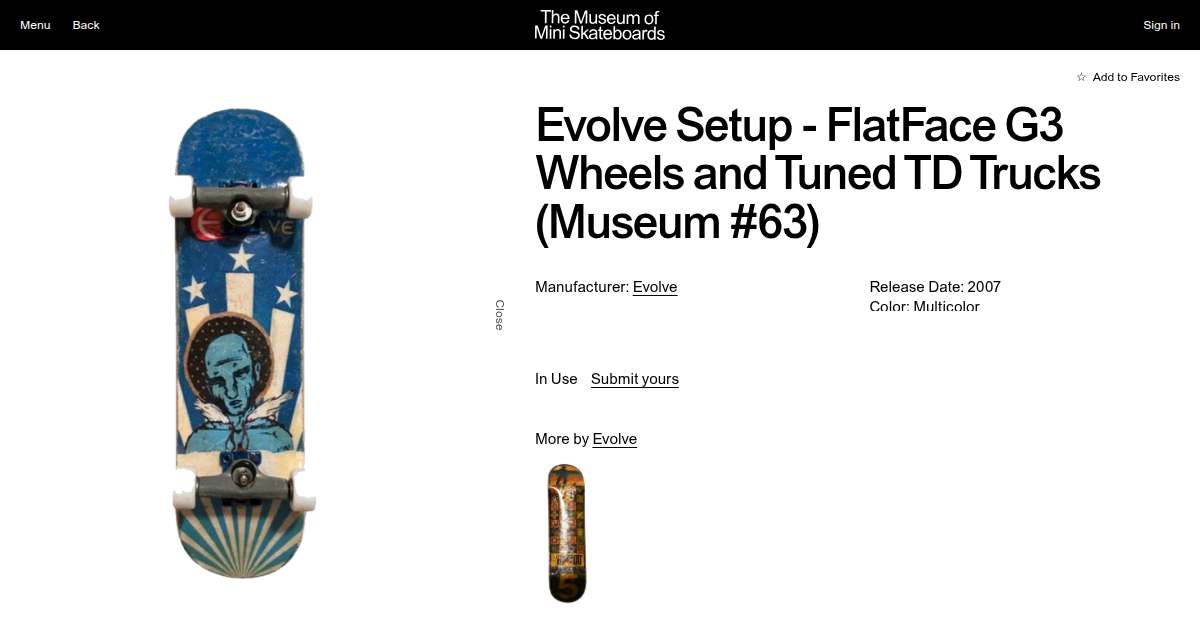 Menu Back
The Museum of
Mini Skateboards
Sign in
☆ Add to Favorites
Evolve Setup - FlatFace G3
Wheels and Tuned TD Trucks
(Museum #63)
Manufacturer: Evolve
Release Date: 2007
Color: Multicolor
Close
In Use Submit yours
More by Evolve